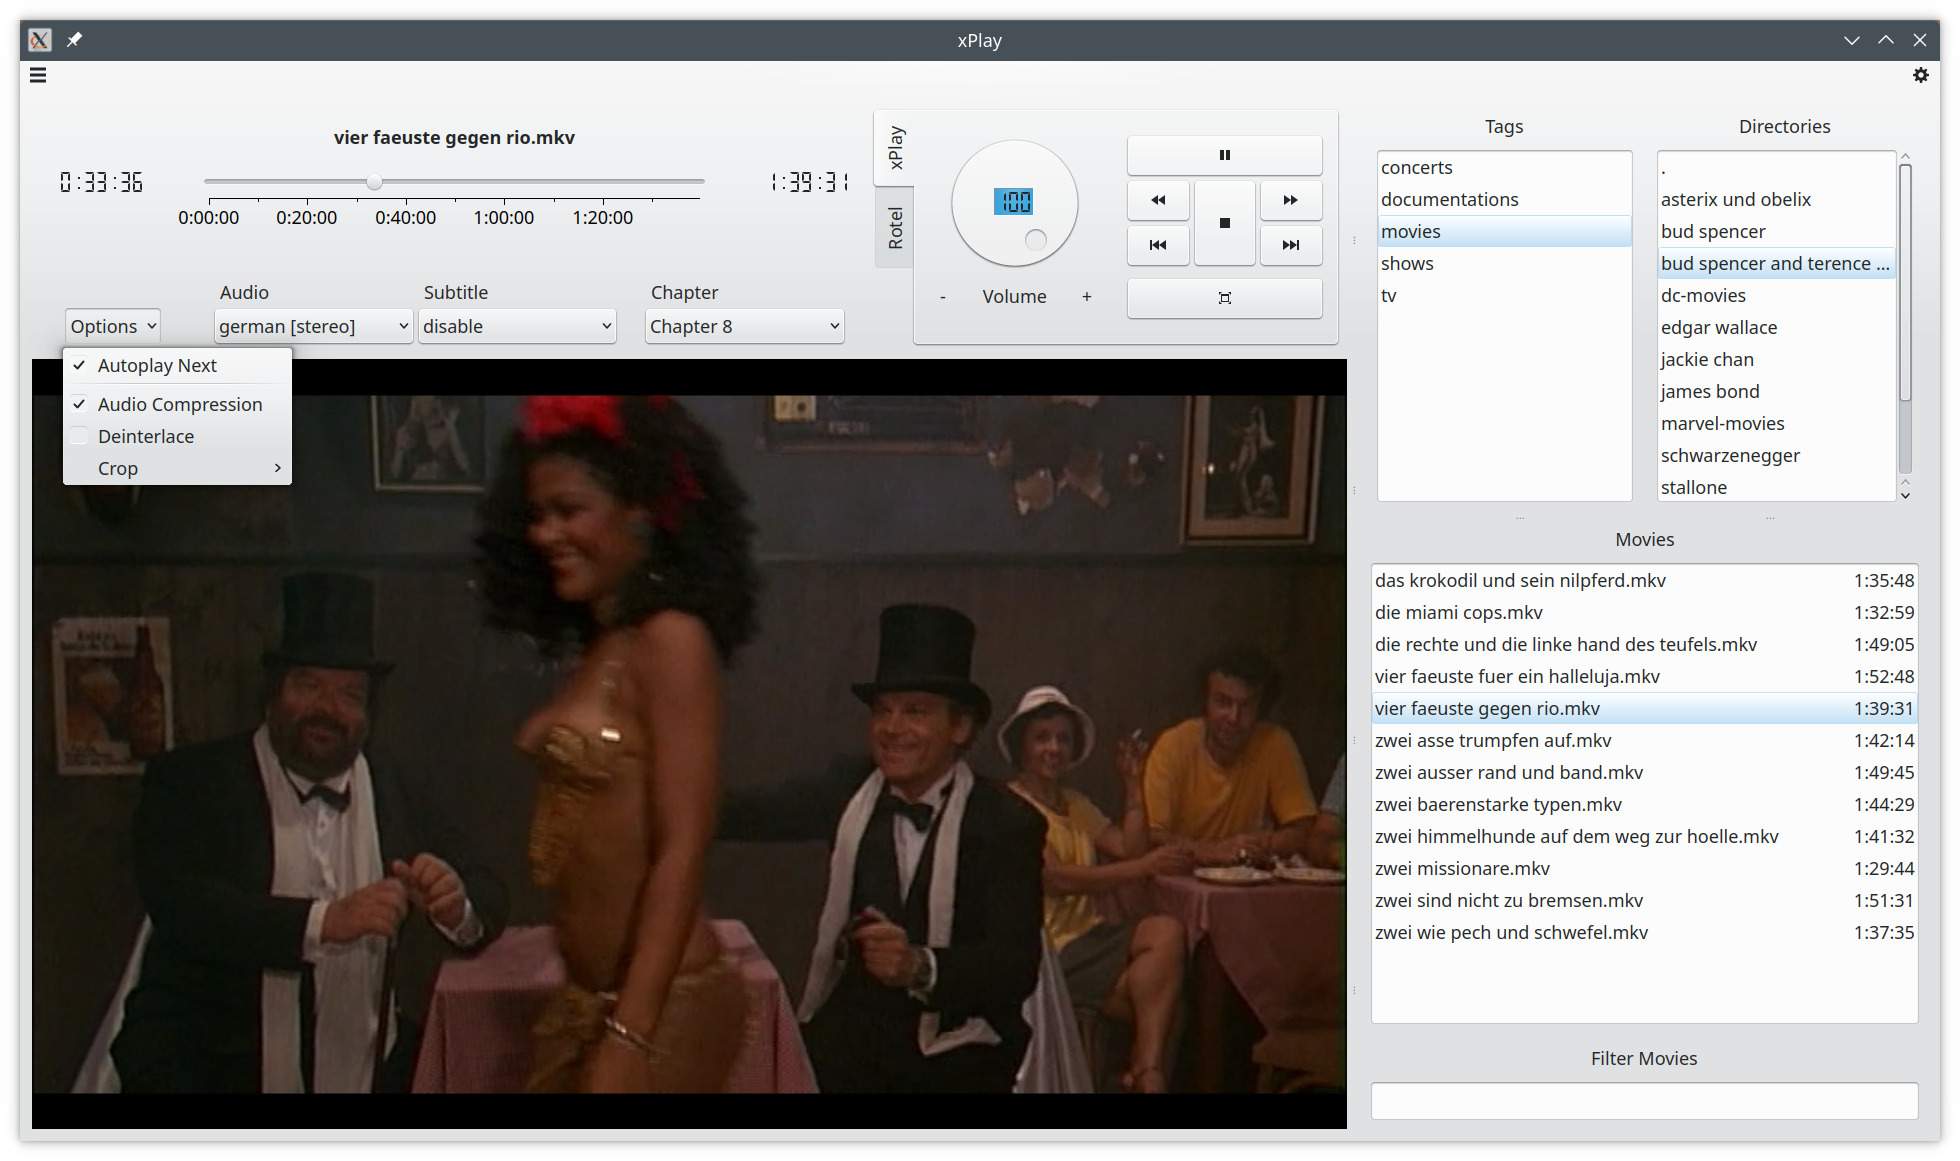 xPlay
vier faeuste gegen rio.mkv
0:33:36
1:39:31
0:00:00 0:20:00 0:40:00 1:00:00 1:20:00
Options
Audio
german [stereo]
Subtitle
disable
Chapter
Chapter 8
Autoplay Next
Audio Compression
Deinterlace
Crop
xPlay
Rotel
100
- Volume +
Tags
concerts
documentations
movies
shows
tv
Directories
.
asterix und obelix
bud spencer
bud spencer and terence ...
dc-movies
edgar wallace
jackie chan
james bond
marvel-movies
schwarzenegger
stallone
Movies
das krokodil und sein nilpferd.mkv 1:35:48
die miami cops.mkv 1:32:59
die rechte und die linke hand des teufels.mkv 1:49:05
vier faeuste fuer ein halleluja.mkv 1:52:48
vier faeuste gegen rio.mkv 1:39:31
zwei asse trumpfen auf.mkv 1:42:14
zwei ausser rand und band.mkv 1:49:45
zwei baerenstarke typen.mkv 1:44:29
zwei himmelhunde auf dem weg zur hoelle.mkv 1:41:32
zwei missionare.mkv 1:29:44
zwei sind nicht zu bremsen.mkv 1:51:31
zwei wie pech und schwefel.mkv 1:37:35
Filter Movies